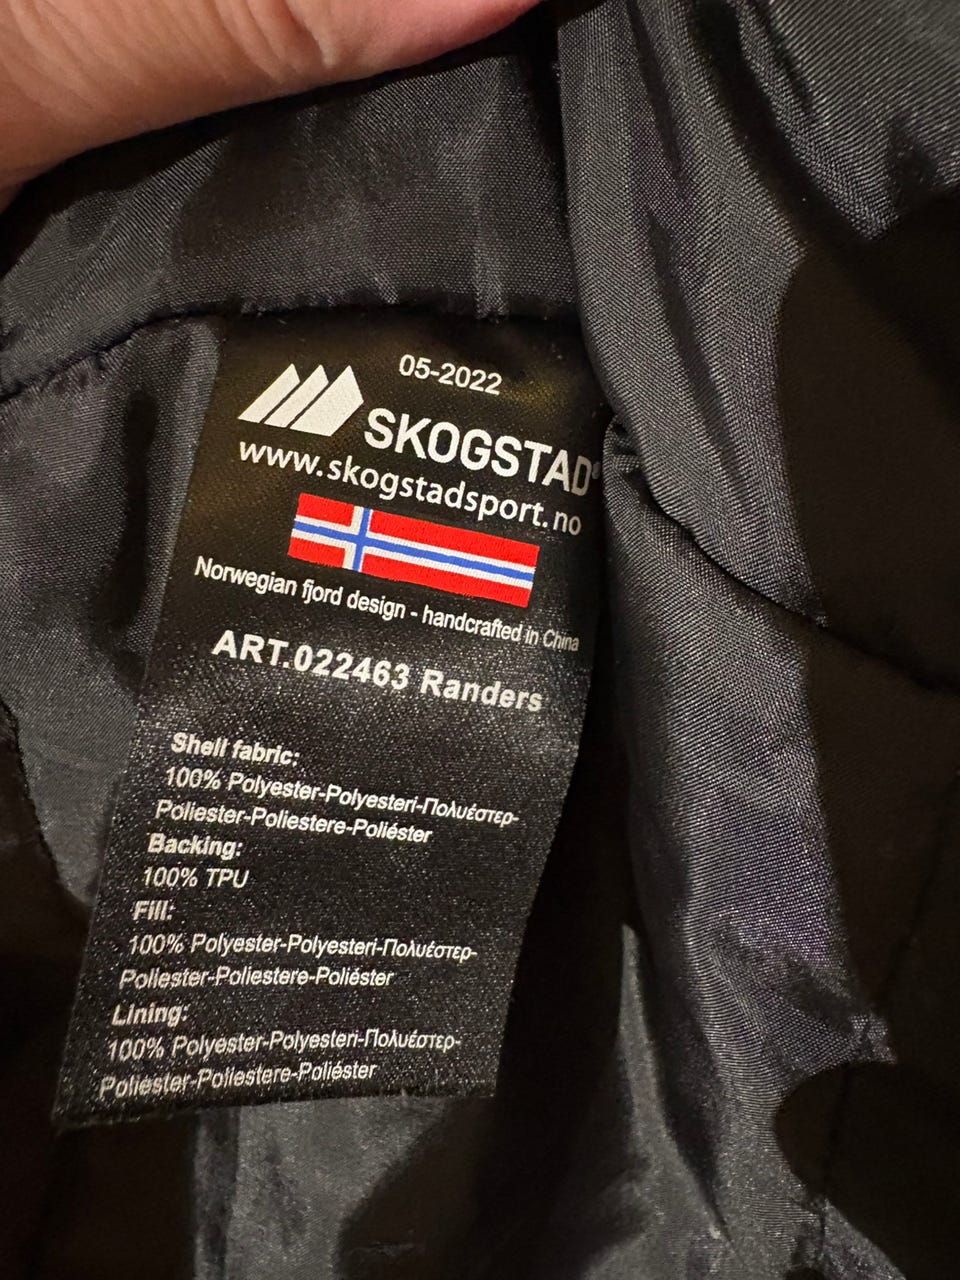 05-2022
SKOGSTAD®
www.skogstadsport.no
Norwegian fjord design - handcrafted in China
ART.022463 Randers
Shell fabric:
100% Polyester-Polyesteri-Πολυέστερ-
Poliester-Poliestere-Poliéster
Backing:
100% TPU
Fill:
100% Polyester-Polyesteri-Πολυέστερ-
Poliester-Poliestere-Poliéster
Lining:
100% Polyester-Polyesteri-Πολυέστερ-
Poliester-Poliestere-Poliéster